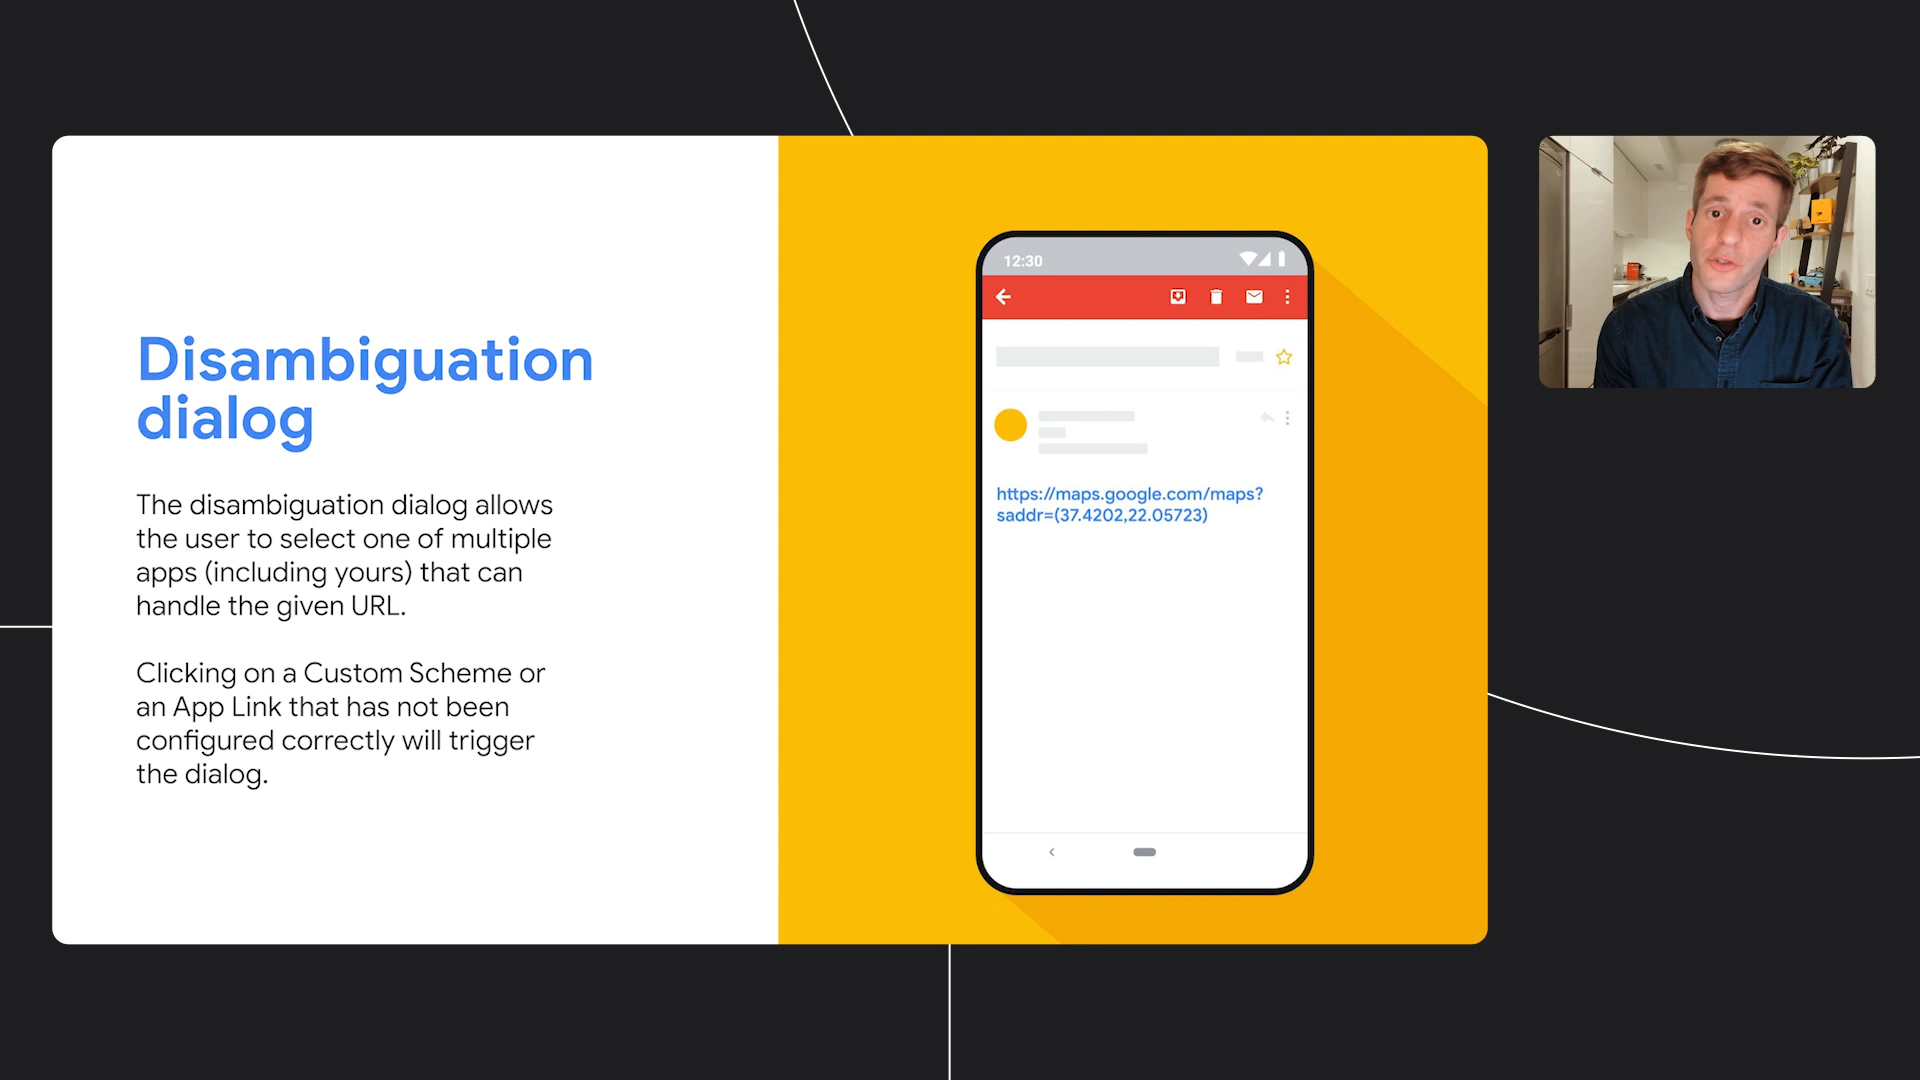 Disambiguation
dialog
The disambiguation dialog allows
the user to select one of multiple
apps (including yours) that can
handle the given URL.
Clicking on a Custom Scheme or
an App Link that has not been
configured correctly will trigger
the dialog.
12:30
https://maps.google.com/maps?
saddr=(37.4202,22.05723)